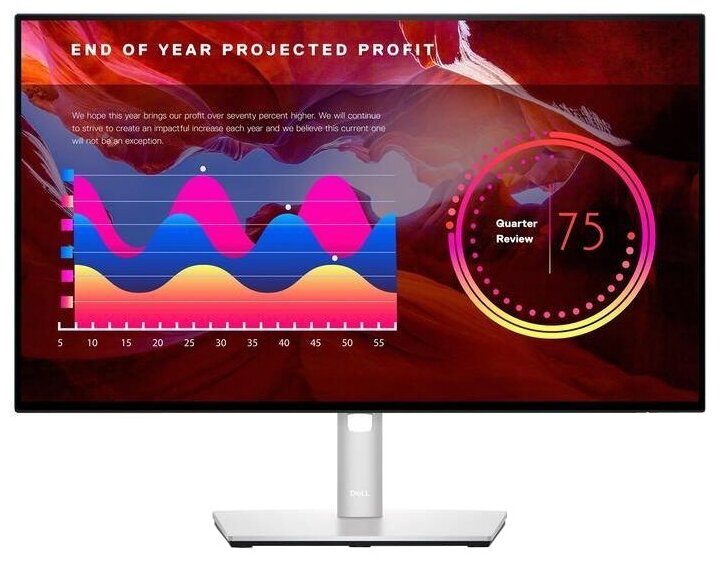 END OF YEAR PROJECTED PROFIT
We hope this year brings our profit over seventy percent higher. We will continue
to strive to create an impactful increase each year and we believe this current one
will not be an exception.
Quarter
Review
75
5 10 15 20 25 30 35 40 45 50 55
DELL